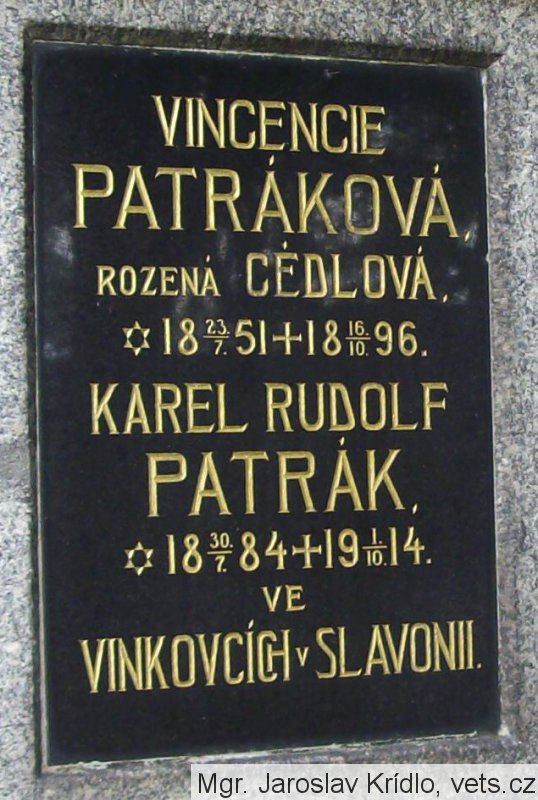 VINCENCIE
PATRÁKOVÁ,
ROZENÁ CÉDLOVÁ,
✡ 18 23./7. 51 + 18 16./10. 96.
KAREL RUDOLF
PATRÁK,
✡ 18 30./7. 84 + 19 1./10. 14.
VE
VINKOVCÍCH V SLAVONII.
Mgr. Jaroslav Krídlo, vets.cz